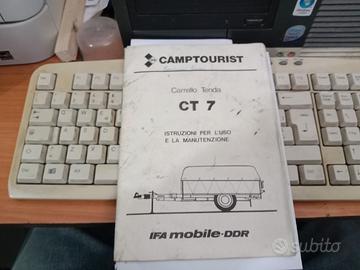 CAMPTOURIST
Carrello Tenda
CT 7
ISTRUZIONI PER L'USO
E LA MANUTENZIONE
IFA mobile-DDR
subito